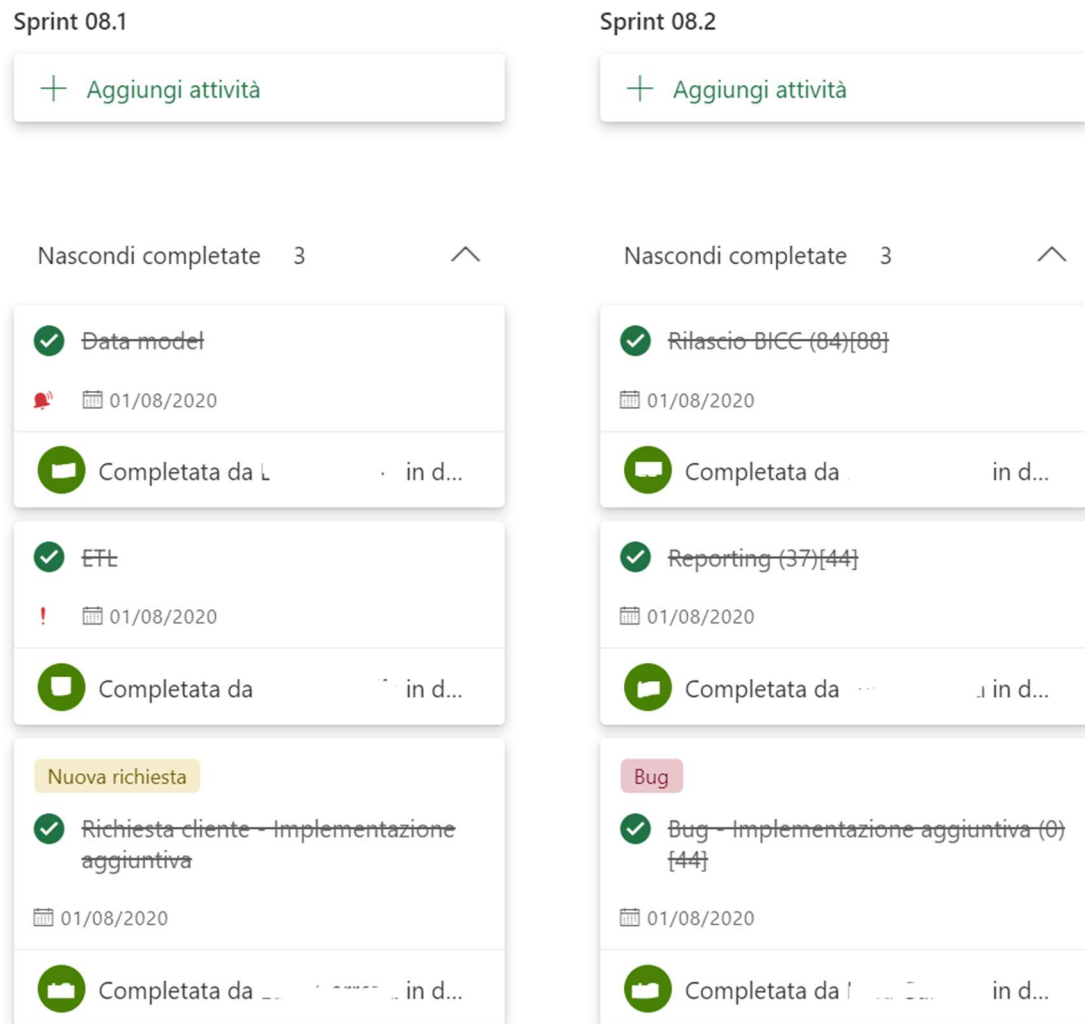 Sprint 08.1
Aggiungi attività
Nascondi completate 3
Data model
01/08/2020
Completata da in d...
ETL
01/08/2020
Completata da in d...
Nuova richiesta
Richiesta cliente - Implementazione
aggiuntiva
01/08/2020
Completata da in d...
Sprint 08.2
Aggiungi attività
Nascondi completate 3
Rilascio BICC (84)[88]
01/08/2020
Completata da in d...
Reporting (37)[44]
01/08/2020
Completata da in d...
Bug
Bug - Implementazione aggiuntiva (0)
[44]
01/08/2020
Completata da in d...